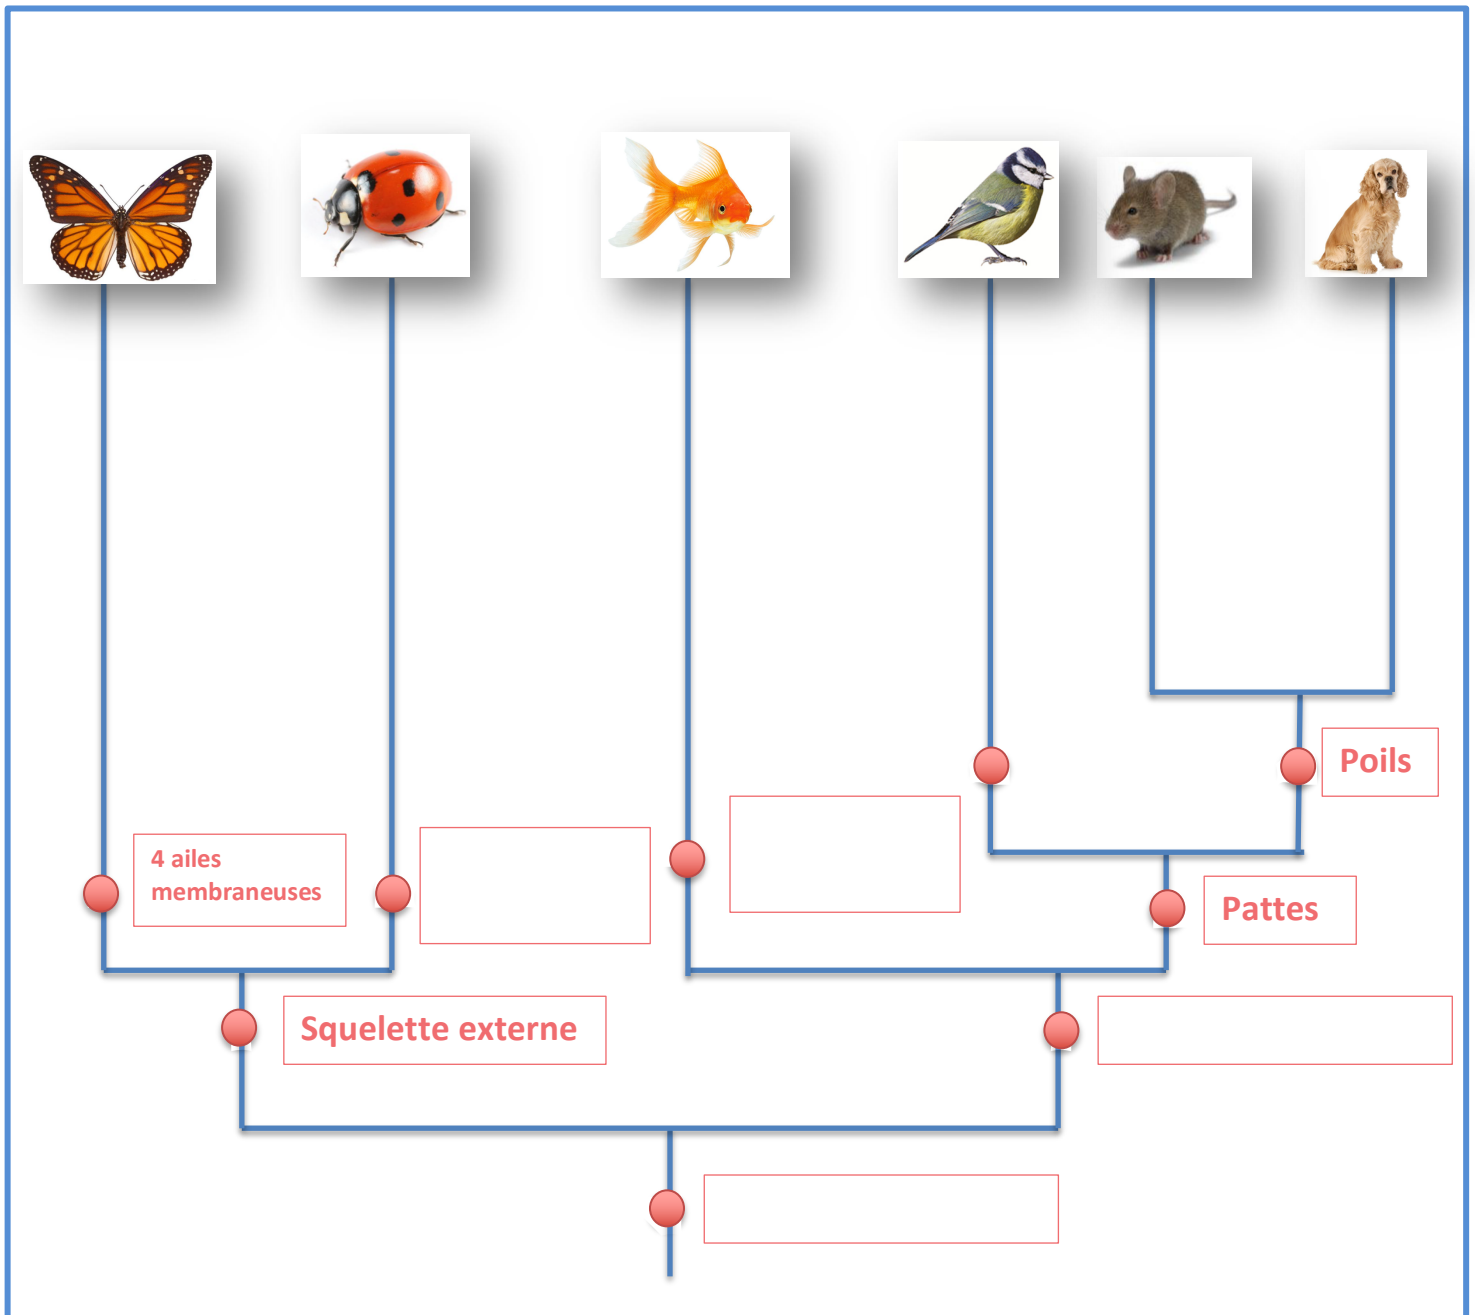 Poils
4 ailes
membraneuses
Pattes
Squelette externe